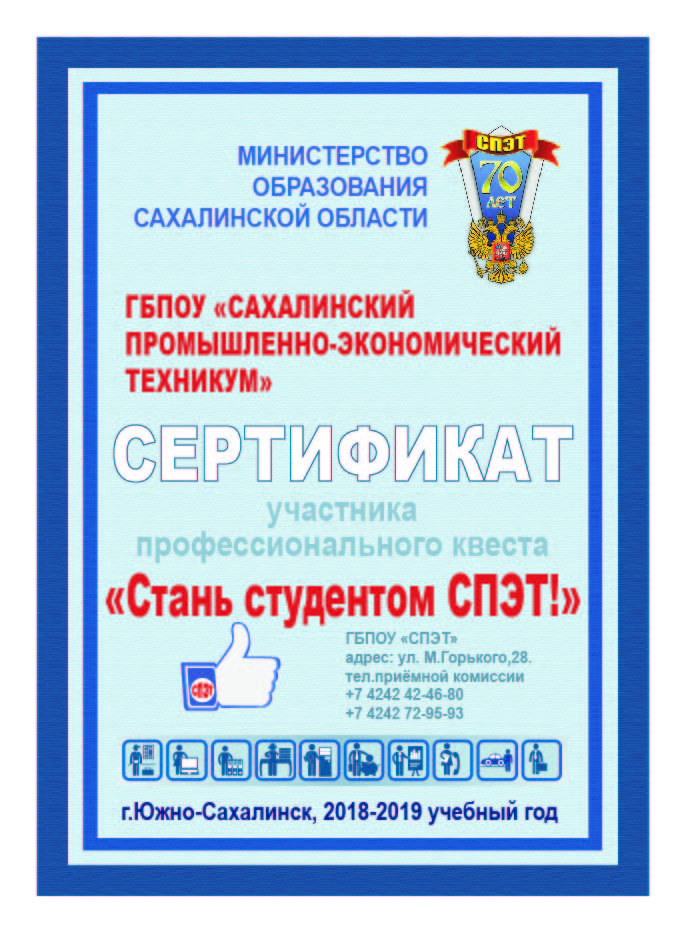 МИНИСТЕРСТВО
ОБРАЗОВАНИЯ
САХАЛИНСКОЙ ОБЛАСТИ
СПЭТ
70
ЛЕТ
ГБПОУ «САХАЛИНСКИЙ
ПРОМЫШЛЕННО-ЭКОНОМИЧЕСКИЙ
ТЕХНИКУМ»
СЕРТИФИКАТ
участника
профессионального квеста
«Стань студентом СПЭТ!»
ГБПОУ «СПЭТ»
адрес: ул. М.Горького,28.
тел.приёмной комиссии
+7 4242 42-46-80
+7 4242 72-95-93
СПЭТ
г.Южно-Сахалинск, 2018-2019 учебный год